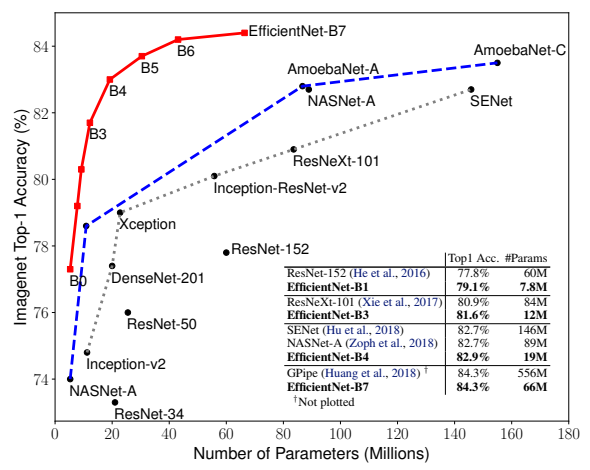 EfficientNet-B7
84
B6
AmoebaNet-C
B5
AmoebaNet-A
B4
NASNet-A
SENet
82
B3
ResNeXt-101
80
Inception-ResNet-v2
Xception
78
ResNet-152
B0
DenseNet-201
76
ResNet-50
Inception-v2
74
NASNet-A
ResNet-34
Imagenet Top-1 Accuracy (%)
0 20 40 60 80 100 120 140 160 180
Number of Parameters (Millions)
Top1 Acc. #Params
ResNet-152 (He et al., 2016) 77.8% 60M
EfficientNet-B1 79.1% 7.8M
ResNeXt-101 (Xie et al., 2017) 80.9% 84M
EfficientNet-B3 81.6% 12M
SENet (Hu et al., 2018) 82.7% 146M
NASNet-A (Zoph et al., 2018) 82.7% 89M
EfficientNet-B4 82.9% 19M
GPipe (Huang et al., 2018) † 84.3% 556M
EfficientNet-B7 84.3% 66M
†Not plotted